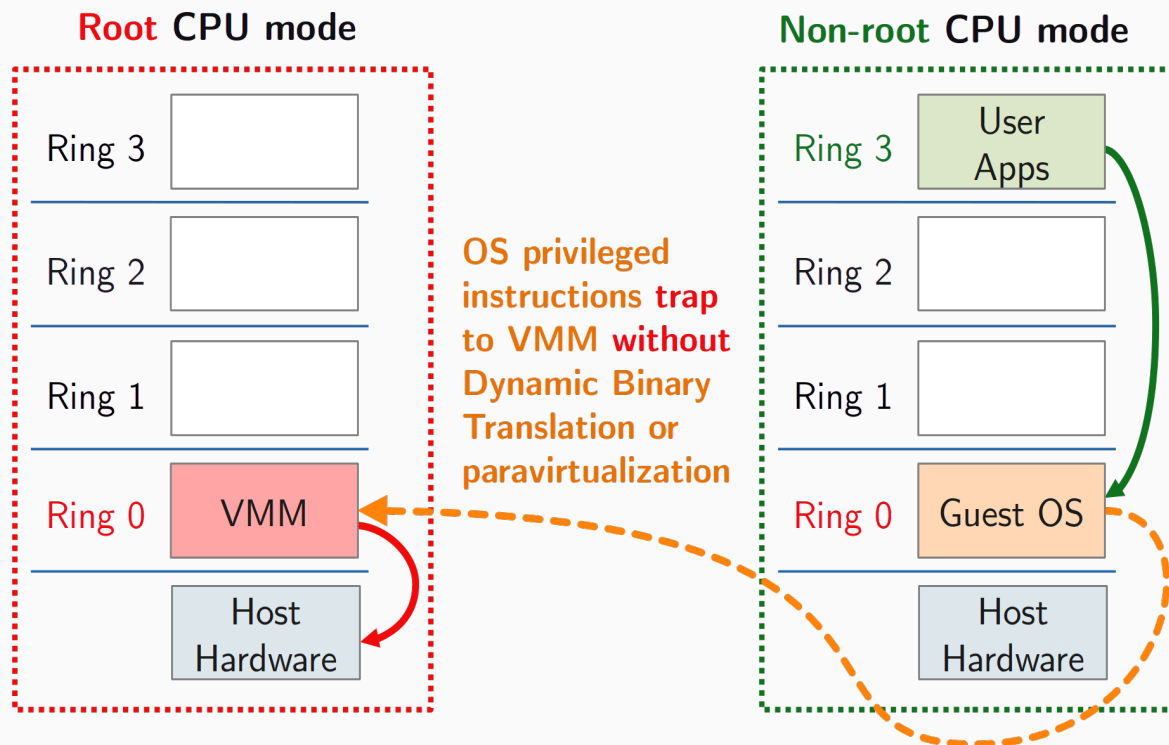 Root CPU mode
Ring 3
Ring 2
Ring 1
Ring 0
VMM
Host
Hardware
OS privileged
instructions trap
to VMM without
Dynamic Binary
Translation or
paravirtualization
Non-root CPU mode
Ring 3
User
Apps
Ring 2
Ring 1
Ring 0
Guest OS
Host
Hardware